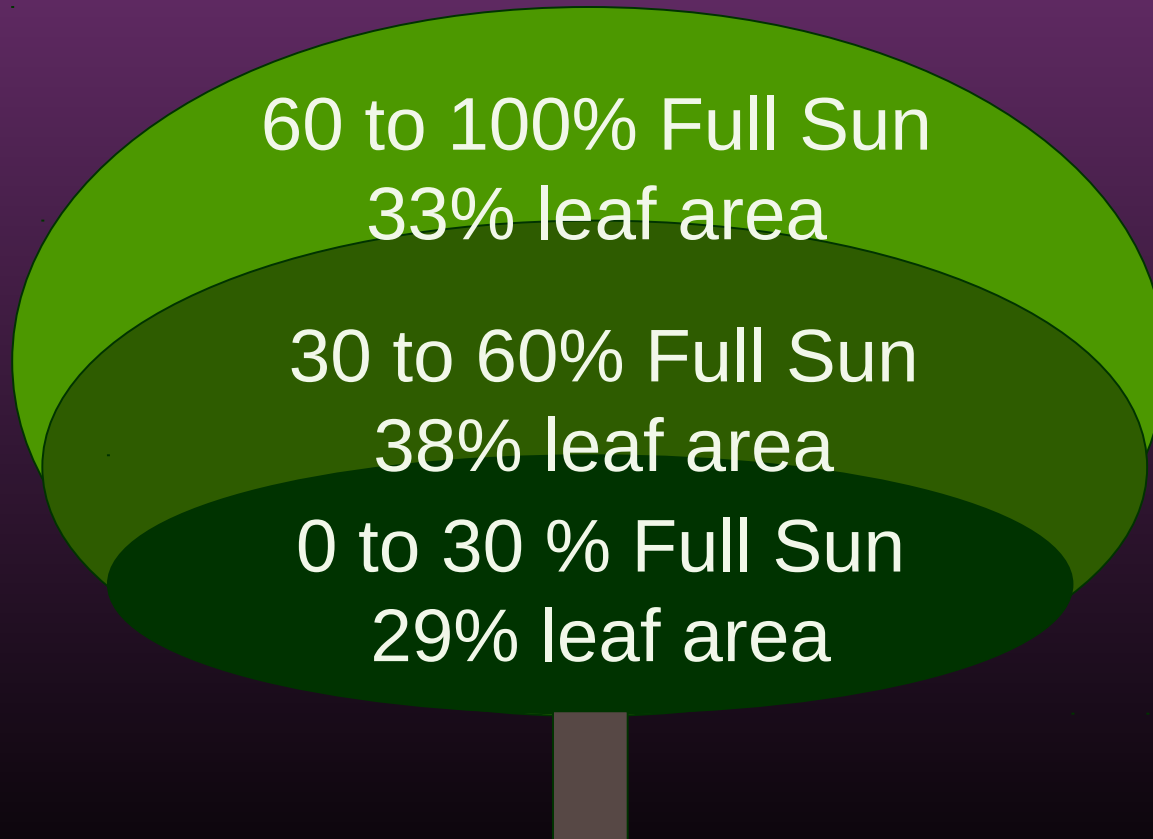 60 to 100% Full Sun
33% leaf area
30 to 60% Full Sun
38% leaf area
0 to 30 % Full Sun
29% leaf area